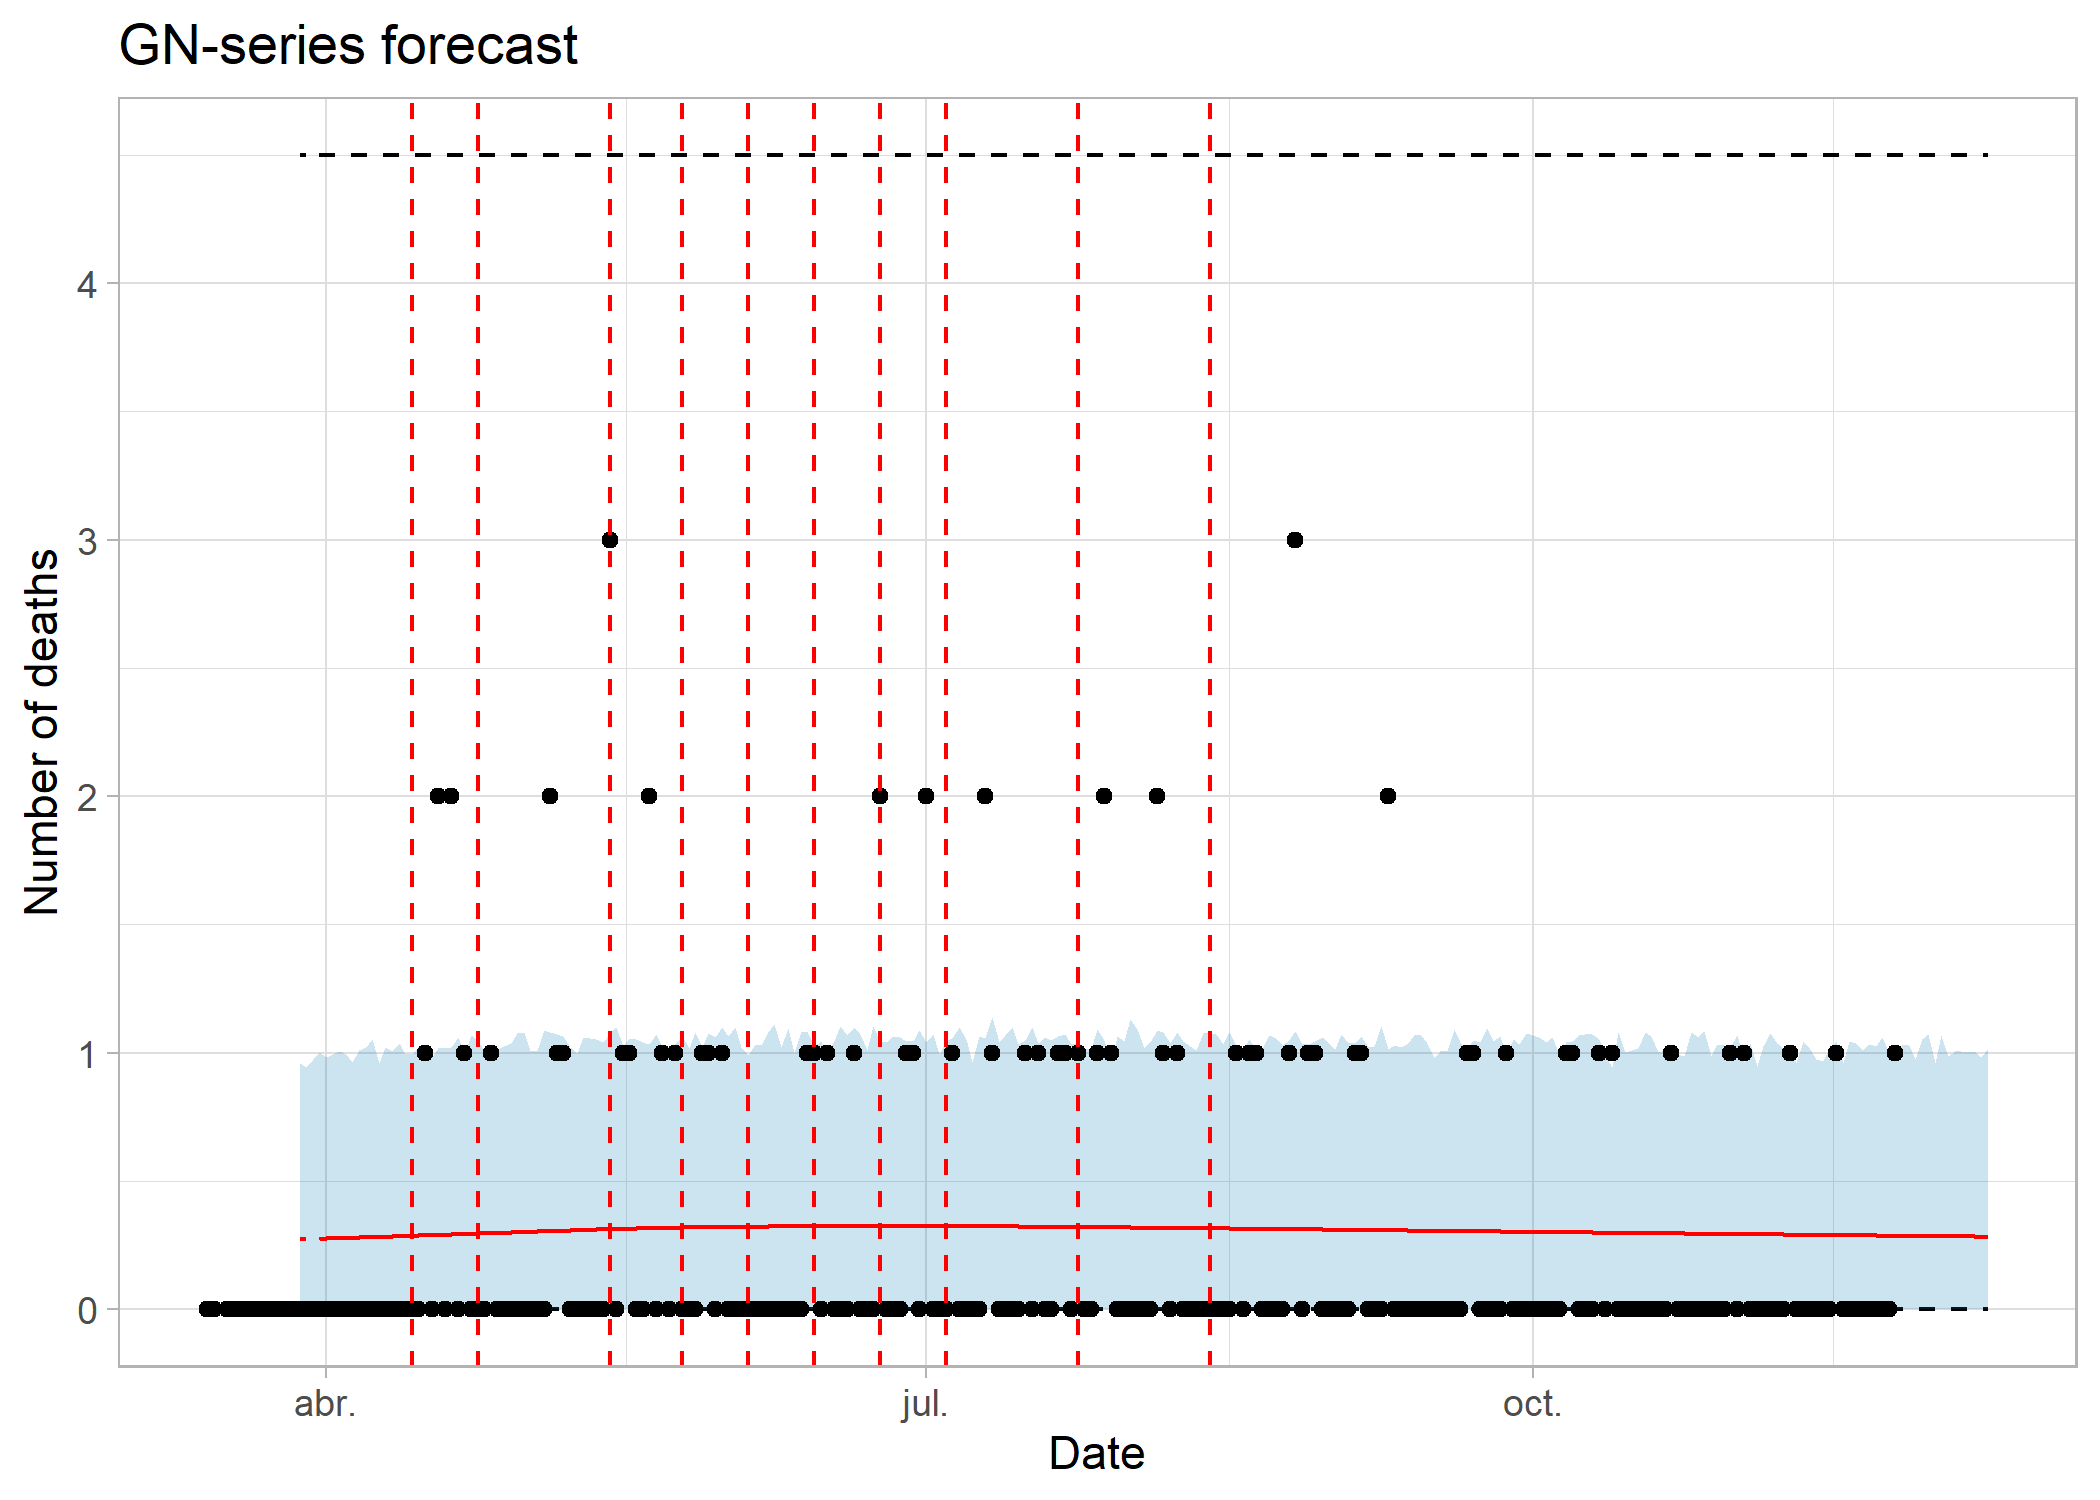 GN-series forecast
Number of deaths
4
3
2
1
0
abr.
jul.
oct.
Date